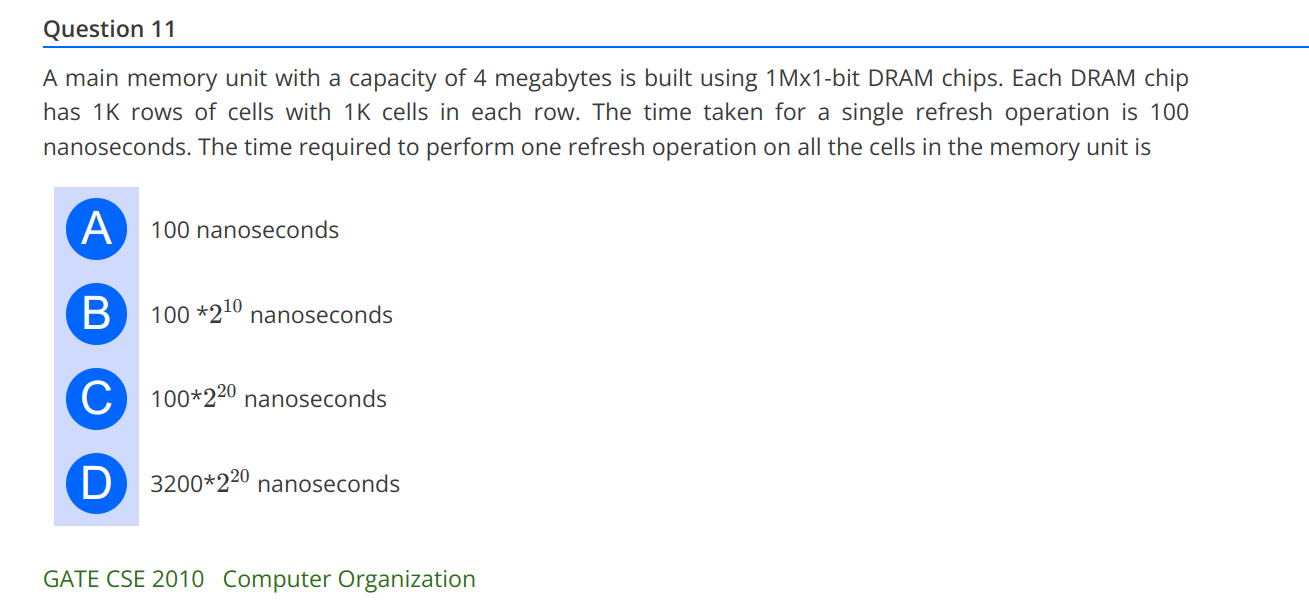 Question 11
A main memory unit with a capacity of 4 megabytes is built using 1Mx1-bit DRAM chips. Each DRAM chip
has 1K rows of cells with 1K cells in each row. The time taken for a single refresh operation is 100
nanoseconds. The time required to perform one refresh operation on all the cells in the memory unit is
A 100 nanoseconds
B 100 *2^10 nanoseconds
C 100*2^20 nanoseconds
D 3200*2^20 nanoseconds
GATE CSE 2010 Computer Organization